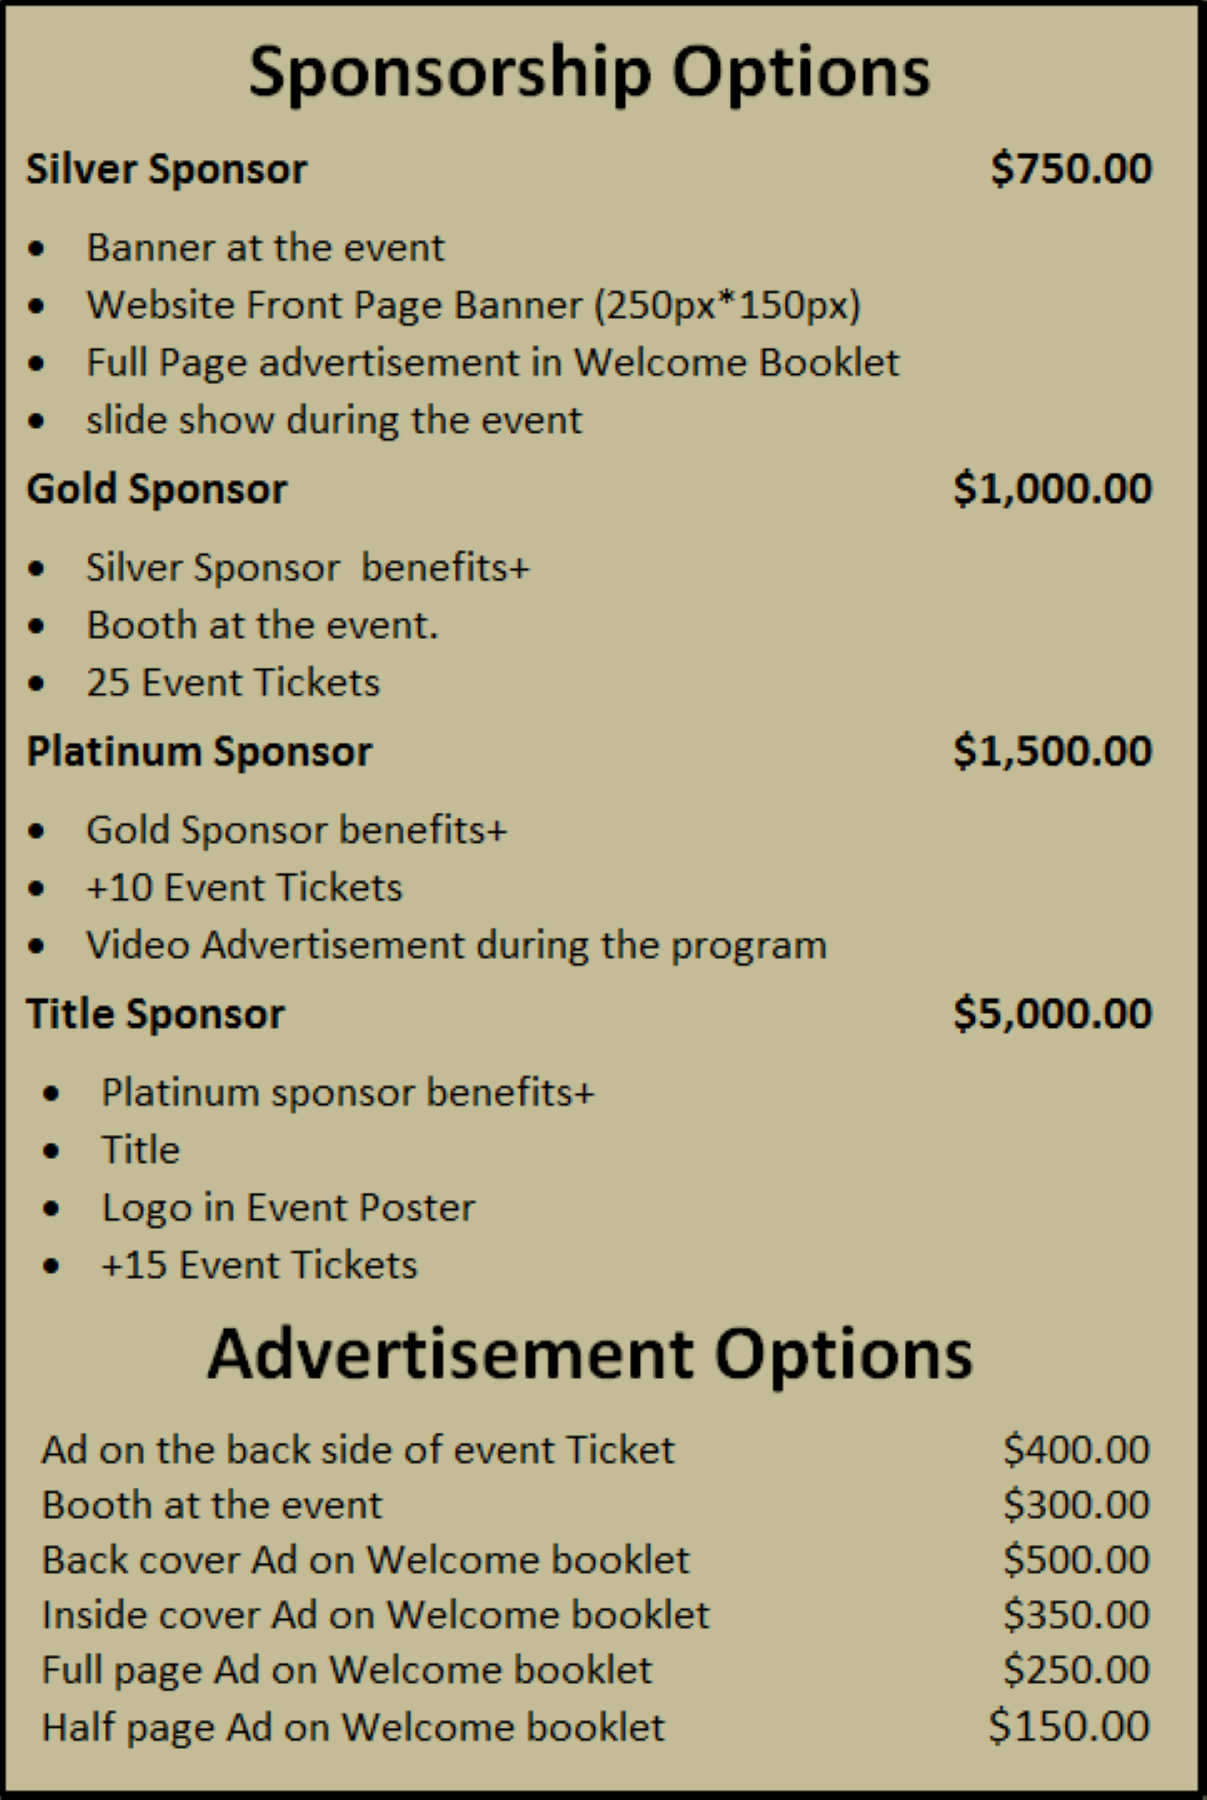 Sponsorship Options
Silver Sponsor $750.00
• Banner at the event
• Website Front Page Banner (250px*150px)
• Full Page advertisement in Welcome Booklet
• slide show during the event
Gold Sponsor $1,000.00
• Silver Sponsor  benefits+
• Booth at the event.
• 25 Event Tickets
Platinum Sponsor $1,500.00
• Gold Sponsor benefits+
• +10 Event Tickets
• Video Advertisement during the program
Title Sponsor $5,000.00
• Platinum sponsor benefits+
• Title
• Logo in Event Poster
• +15 Event Tickets
Advertisement Options
Ad on the back side of event Ticket $400.00
Booth at the event $300.00
Back cover Ad on Welcome booklet $500.00
Inside cover Ad on Welcome booklet $350.00
Full page Ad on Welcome booklet $250.00
Half page Ad on Welcome booklet $150.00